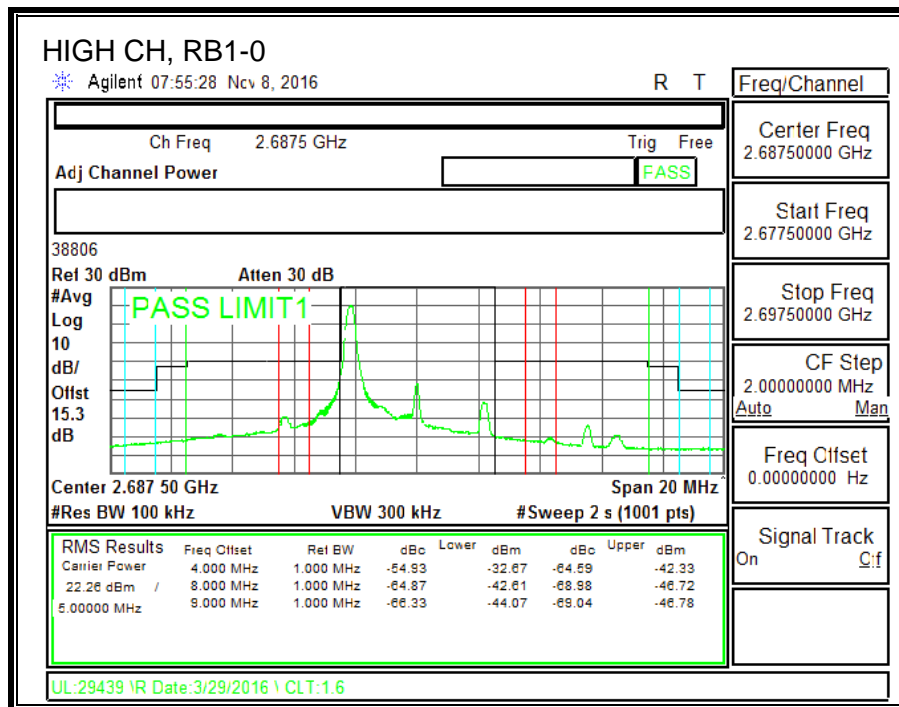 HIGH CH, RB1-0
Agilent 07:55:28 Nov 8, 2016 R T
Freq/Channel
Ch Freq 2.6875 GHz Trig Free
Adj Channel Power PASS
Center Freq
2.68750000 GHz
Start Freq
2.67750000 GHz
Stop Freq
2.69750000 GHz
CF Step
2.00000000 MHz
Auto Man
Freq Offset
0.00000000 Hz
Signal Track
On Off
38806
Ref 30 dBm Atten 30 dB
#Avg
Log
10
dB/
Offst
15.3
dB
PASS LIMIT1
Center 2.687 50 GHz Span 20 MHz
#Res BW 100 kHz VBW 300 kHz #Sweep 2 s (1001 pts)
RMS Results Freq Offset Ref BW dBc Lower dBm dBc Upper dBm
Carrier Power 4.000 MHz 1.000 MHz -54.93 -32.67 -64.59 -42.33
22.26 dBm / 8.000 MHz 1.000 MHz -64.87 -42.61 -68.98 -46.72
5.00000 MHz 9.000 MHz 1.000 MHz -66.33 -44.07 -69.04 -46.78
UL:29439 \R Date:3/29/2016 \ CLT:1.6